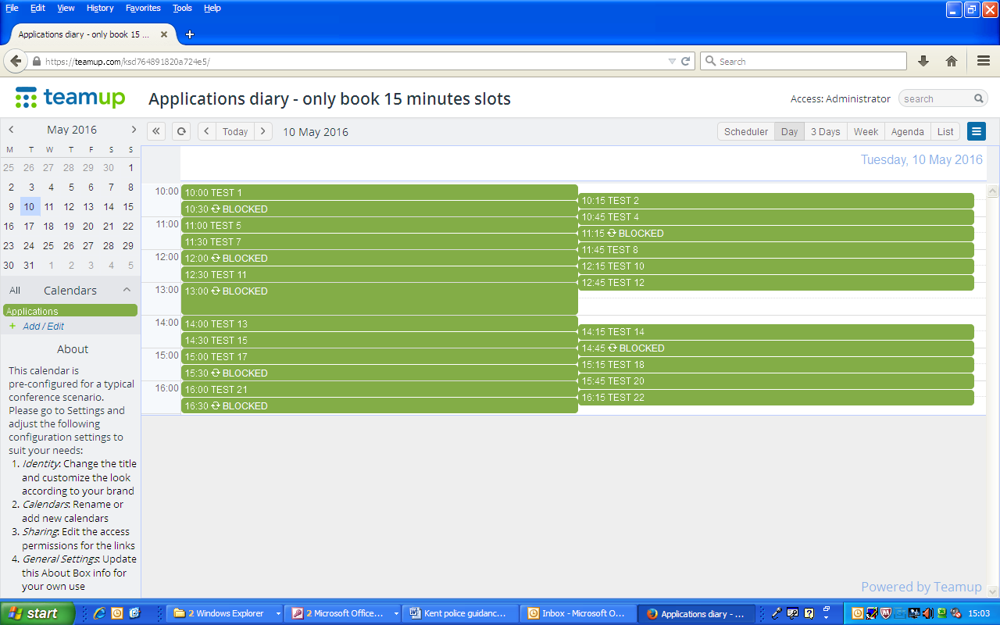 File Edit View History Favorites Tools Help
Applications diary - only book 15 ...
https://teamup.com/ksd764891820a724e5/
Search
teamup
Applications diary - only book 15 minutes slots
Access: Administrator
search
May 2016
Today
10 May 2016
Scheduler Day 3 Days Week Agenda List
M T W T F S S
25 26 27 28 29 30 1
2 3 4 5 6 7 8
9 10 11 12 13 14 15
16 17 18 19 20 21 22
23 24 25 26 27 28 29
30 31 1 2 3 4 5
All Calendars
Applications
+ Add / Edit
About
This calendar is
pre-configured for a typical
conference scenario.
Please go to Settings and
adjust the following
configuration settings to
suit your needs:
1. Identity: Change the title
and customize the look
according to your brand
2. Calendars: Rename or
add new calendars
3. Sharing: Edit the access
permissions for the links
4. General Settings: Update
this About Box info for
your own use
Tuesday, 10 May 2016
10:00
10:00 TEST 1
10:15 TEST 2
10:30 BLOCKED
10:45 TEST 4
11:00
11:00 TEST 5
11:15 BLOCKED
11:30 TEST 7
11:45 TEST 8
12:00
12:00 BLOCKED
12:15 TEST 10
12:30 TEST 11
12:45 TEST 12
13:00
13:00 BLOCKED
14:00
14:00 TEST 13
14:15 TEST 14
14:30 TEST 15
14:45 BLOCKED
15:00
15:00 TEST 17
15:15 TEST 18
15:30 BLOCKED
15:45 TEST 20
16:00
16:00 TEST 21
16:15 TEST 22
16:30 BLOCKED
Powered by Teamup
start
2 Windows Explorer
2 Microsoft Office...
Kent police guidanc...
Inbox - Microsoft O...
Applications diary - ...
15:03